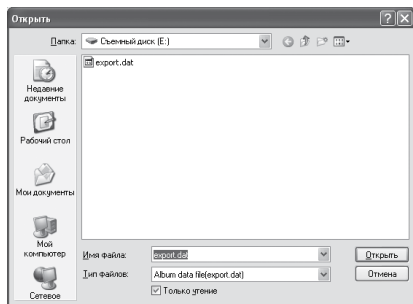 Открыть
Папка: Съемный диск (E:)
export.dat
Недавние
документы
Рабочий стол
Мои документы
Мой
компьютер
Сетевое
Имя файла: export.dat Открыть
Тип файлов: Album data file(export.dat) Отмена
Только чтение